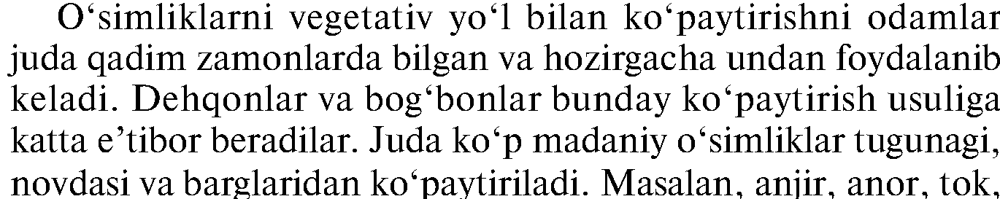 O‘simliklarni vegetativ yo‘l bilan ko‘paytirishni odamlar
juda qadim zamonlarda bilgan va hozirgacha undan foydalanib
keladi. Dehqonlar va bog‘bonlar bunday ko‘paytirish usuliga
katta e’tibor beradilar. Juda ko‘p madaniy o‘simliklar tugunagi,
novdasi va barglaridan ko‘paytiriladi. Masalan, anjir, anor, tok,